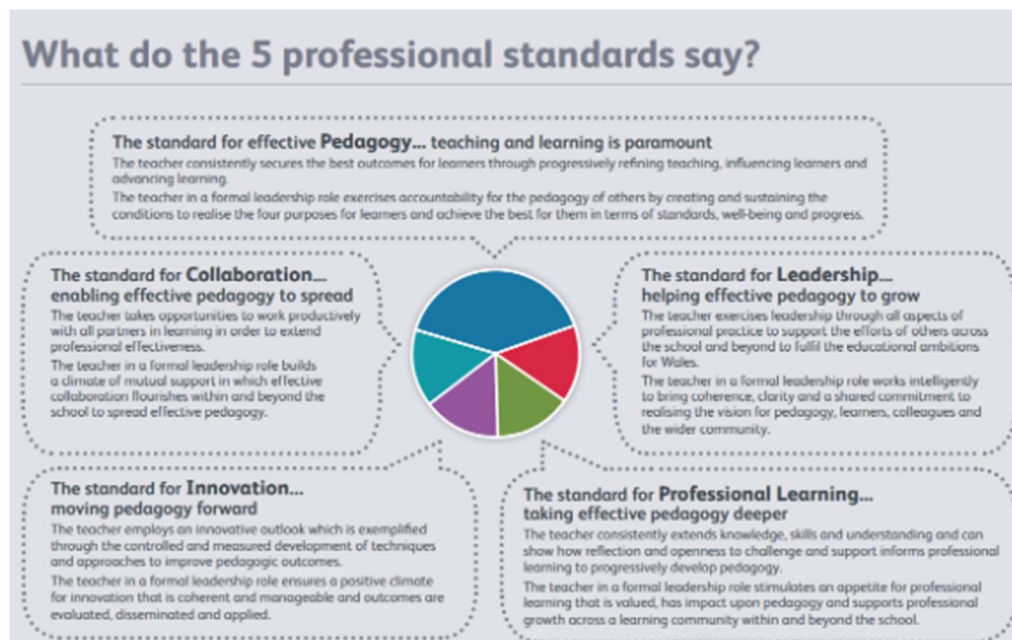 What do the 5 professional standards say?
The standard for effective Pedagogy... teaching and learning is paramount
The teacher consistently secures the best outcomes for learners through progressively refining teaching, influencing learners and
advancing learning.
The teacher in a formal leadership role exercises accountability for the pedagogy of others by creating and sustaining the
conditions to realise the four purposes for learners and achieve the best for them in terms of standards, well-being and progress.
The standard for Collaboration...
enabling effective pedagogy to spread
The teacher takes opportunities to work productively
with all partners in learning in order to extend
professional effectiveness.
The teacher in a formal leadership role builds
a climate of mutual support in which effective
collaboration flourishes within and beyond the
school to spread effective pedagogy.
The standard for Leadership...
helping effective pedagogy to grow
The teacher exercises leadership through all aspects of
professional practice to support the efforts of others across
the school and beyond to fulfil the educational ambitions
for Wales.
The teacher in a formal leadership role works intelligently
to bring coherence, clarity and a shared commitment to
realising the vision for pedagogy, learners, colleagues and
the wider community.
The standard for Innovation...
moving pedagogy forward
The teacher employs an innovative outlook which is exemplified
through the controlled and measured development of techniques
and approaches to improve pedagogic outcomes.
The teacher in a formal leadership role ensures a positive climate
for innovation that is coherent and manageable and outcomes are
evaluated, disseminated and applied.
The standard for Professional Learning...
taking effective pedagogy deeper
The teacher consistently extends knowledge, skills and understanding and can
show how reflection and openness to challenge and support informs professional
learning to progressively develop pedagogy.
The teacher in a formal leadership role stimulates an appetite for professional
learning that is valued, has impact upon pedagogy and supports professional
growth across a learning community within and beyond the school.